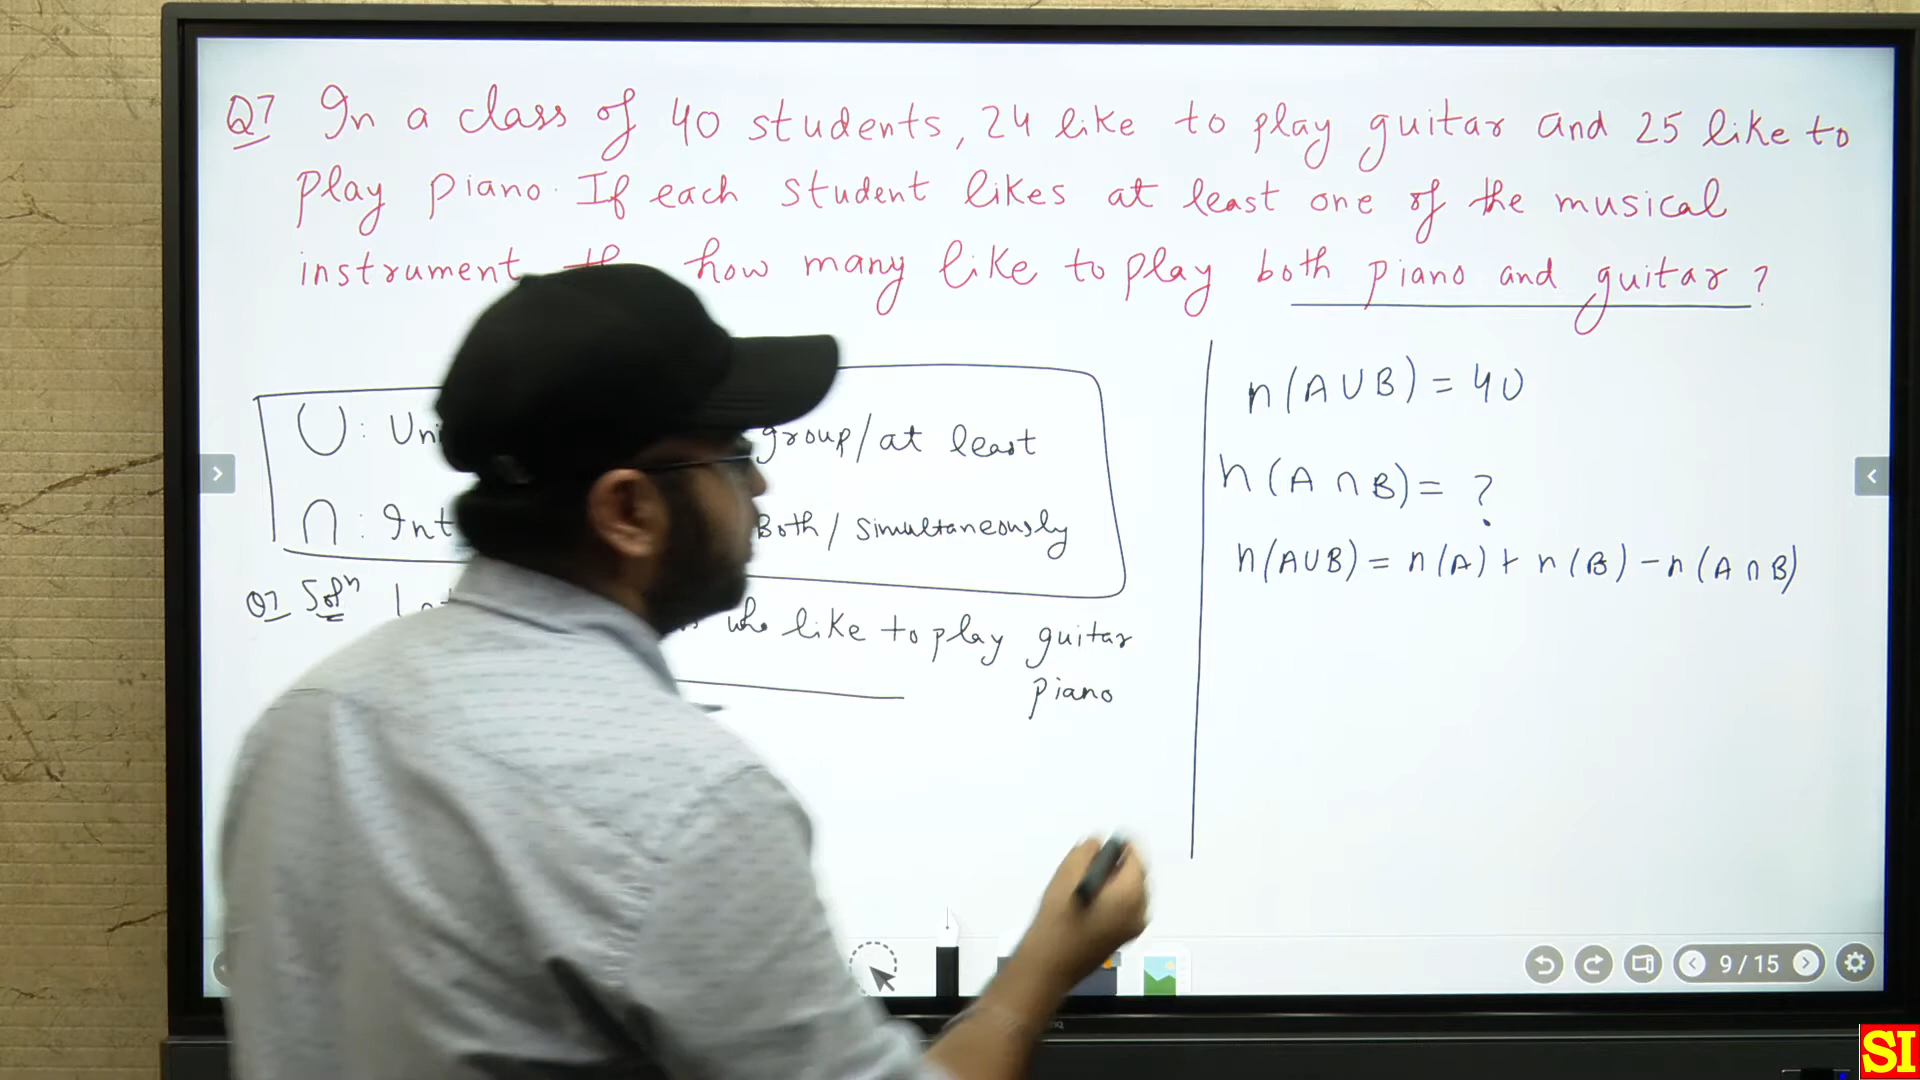 Q7 In a class of 40 students, 24 like to play guitar and 25 like to
play piano. If each student likes at least one of the musical
instrument how many like to play both piano and guitar?
∪: group/at least
∩: Both/Simultaneously
Q7 Solⁿ who like to play guitar
piano
n(A∪B) = 40
n(A∩B) = ?
n(A∪B) = n(A) + n(B) - n(A∩B)
9/15
SI